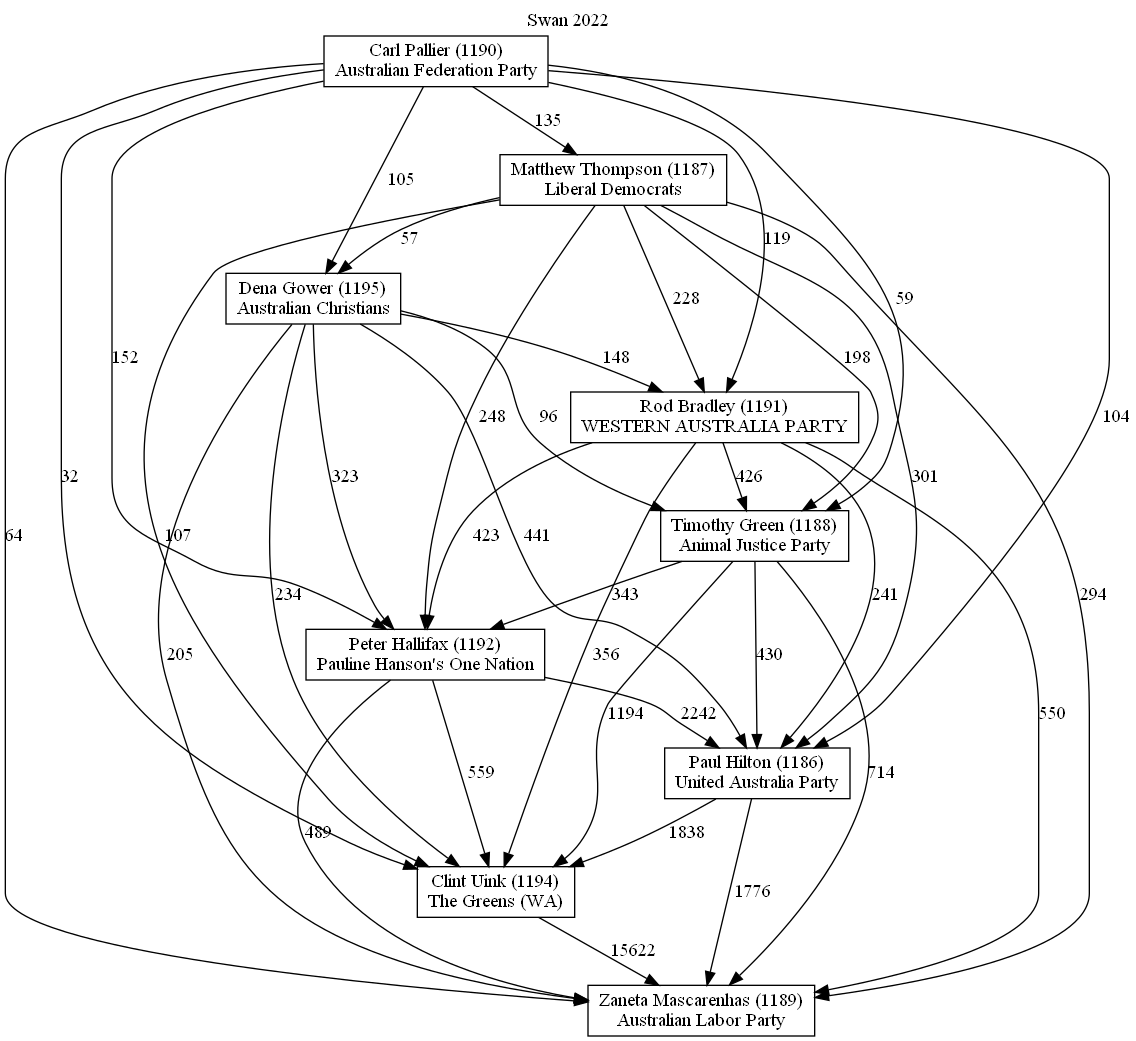 Swan 2022
Carl Pallier (1190)
Australian Federation Party
135
Matthew Thompson (1187)
Liberal Democrats
105
57
119
Dena Gower (1195)
Australian Christians
228
59
152
148
198
Rod Bradley (1191)
WESTERN AUSTRALIA PARTY
248
96
104
32
323
426
301
Timothy Green (1188)
Animal Justice Party
64
107
423
441
234
343
241
294
Peter Hallifax (1192)
Pauline Hanson's One Nation
205
356
430
1194
2242
550
Paul Hilton (1186)
United Australia Party
559
714
489
1838
Clint Uink (1194)
The Greens (WA)
1776
15622
Zaneta Mascarenhas (1189)
Australian Labor Party